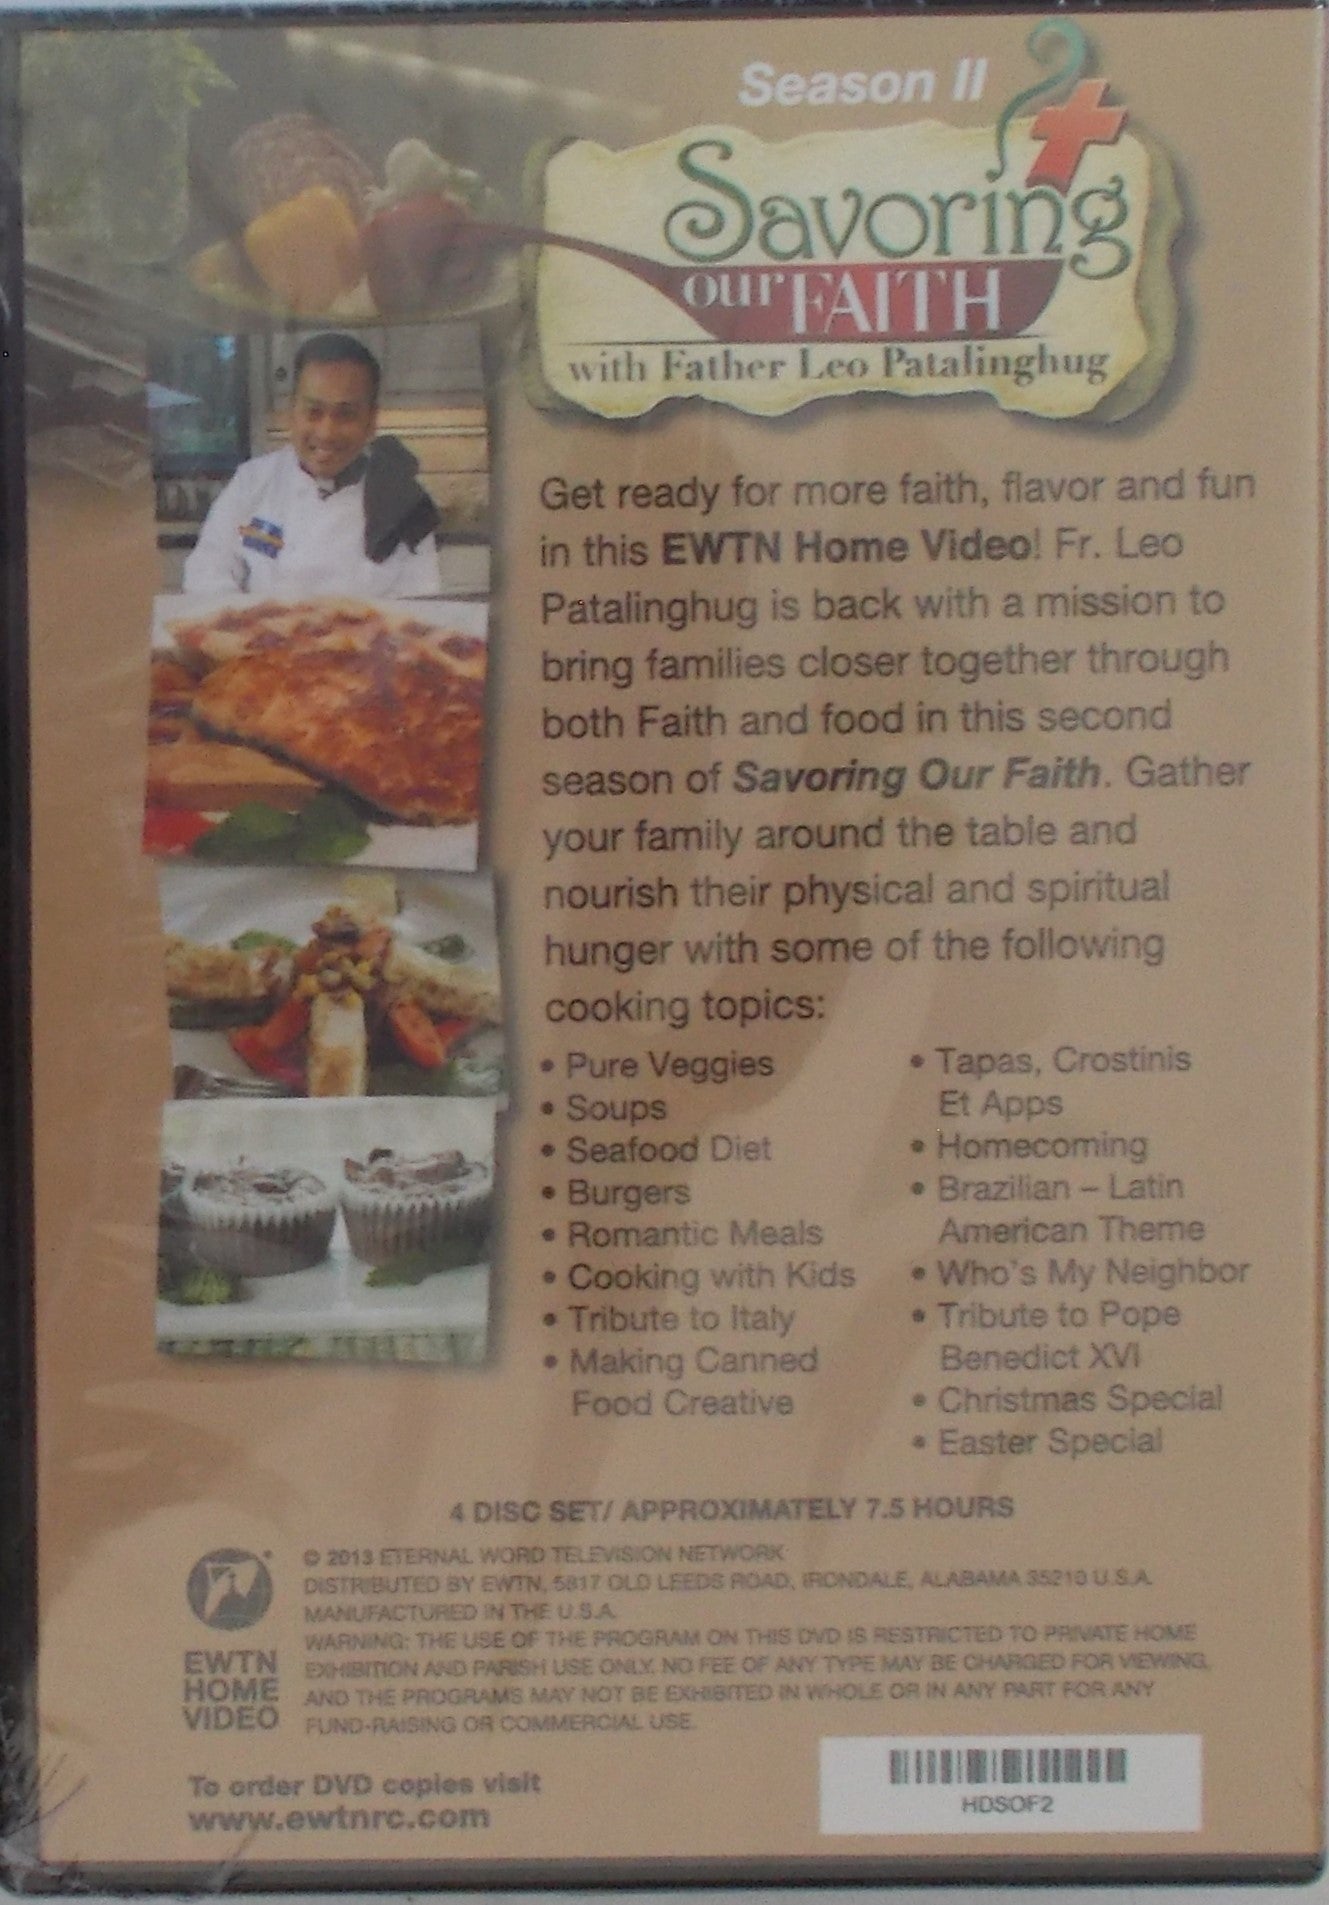 Season II
Savoring
our FAITH
with Father Leo Patalinghug
Get ready for more faith, flavor and fun
in this EWTN Home Video! Fr. Leo
Patalinghug is back with a mission to
bring families closer together through
both Faith and food in this second
season of Savoring Our Faith. Gather
your family around the table and
nourish their physical and spiritual
hunger with some of the following
cooking topics:
• Pure Veggies
• Soups
• Seafood Diet
• Burgers
• Romantic Meals
• Cooking with Kids
• Tribute to Italy
• Making Canned
Food Creative
• Tapas, Crostinis
Et Apps
• Homecoming
• Brazilian – Latin
American Theme
• Who's My Neighbor
• Tribute to Pope
Benedict XVI
• Christmas Special
• Easter Special
4 DISC SET/ APPROXIMATELY 7.5 HOURS
© 2013 ETERNAL WORD TELEVISION NETWORK
DISTRIBUTED BY EWTN, 5817 OLD LEEDS ROAD, IRONDALE, ALABAMA 35210 U.S.A.
MANUFACTURED IN THE U.S.A.
WARNING: THE USE OF THE PROGRAM ON THIS DVD IS RESTRICTED TO PRIVATE HOME
EXHIBITION AND PARISH USE ONLY. NO FEE OF ANY TYPE MAY BE CHARGED FOR VIEWING,
AND THE PROGRAMS MAY NOT BE EXHIBITED IN WHOLE OR IN ANY PART FOR ANY
FUND-RAISING OR COMMERCIAL USE.
EWTN
HOME
VIDEO
To order DVD copies visit
www.ewtnrc.com
HDSOF2